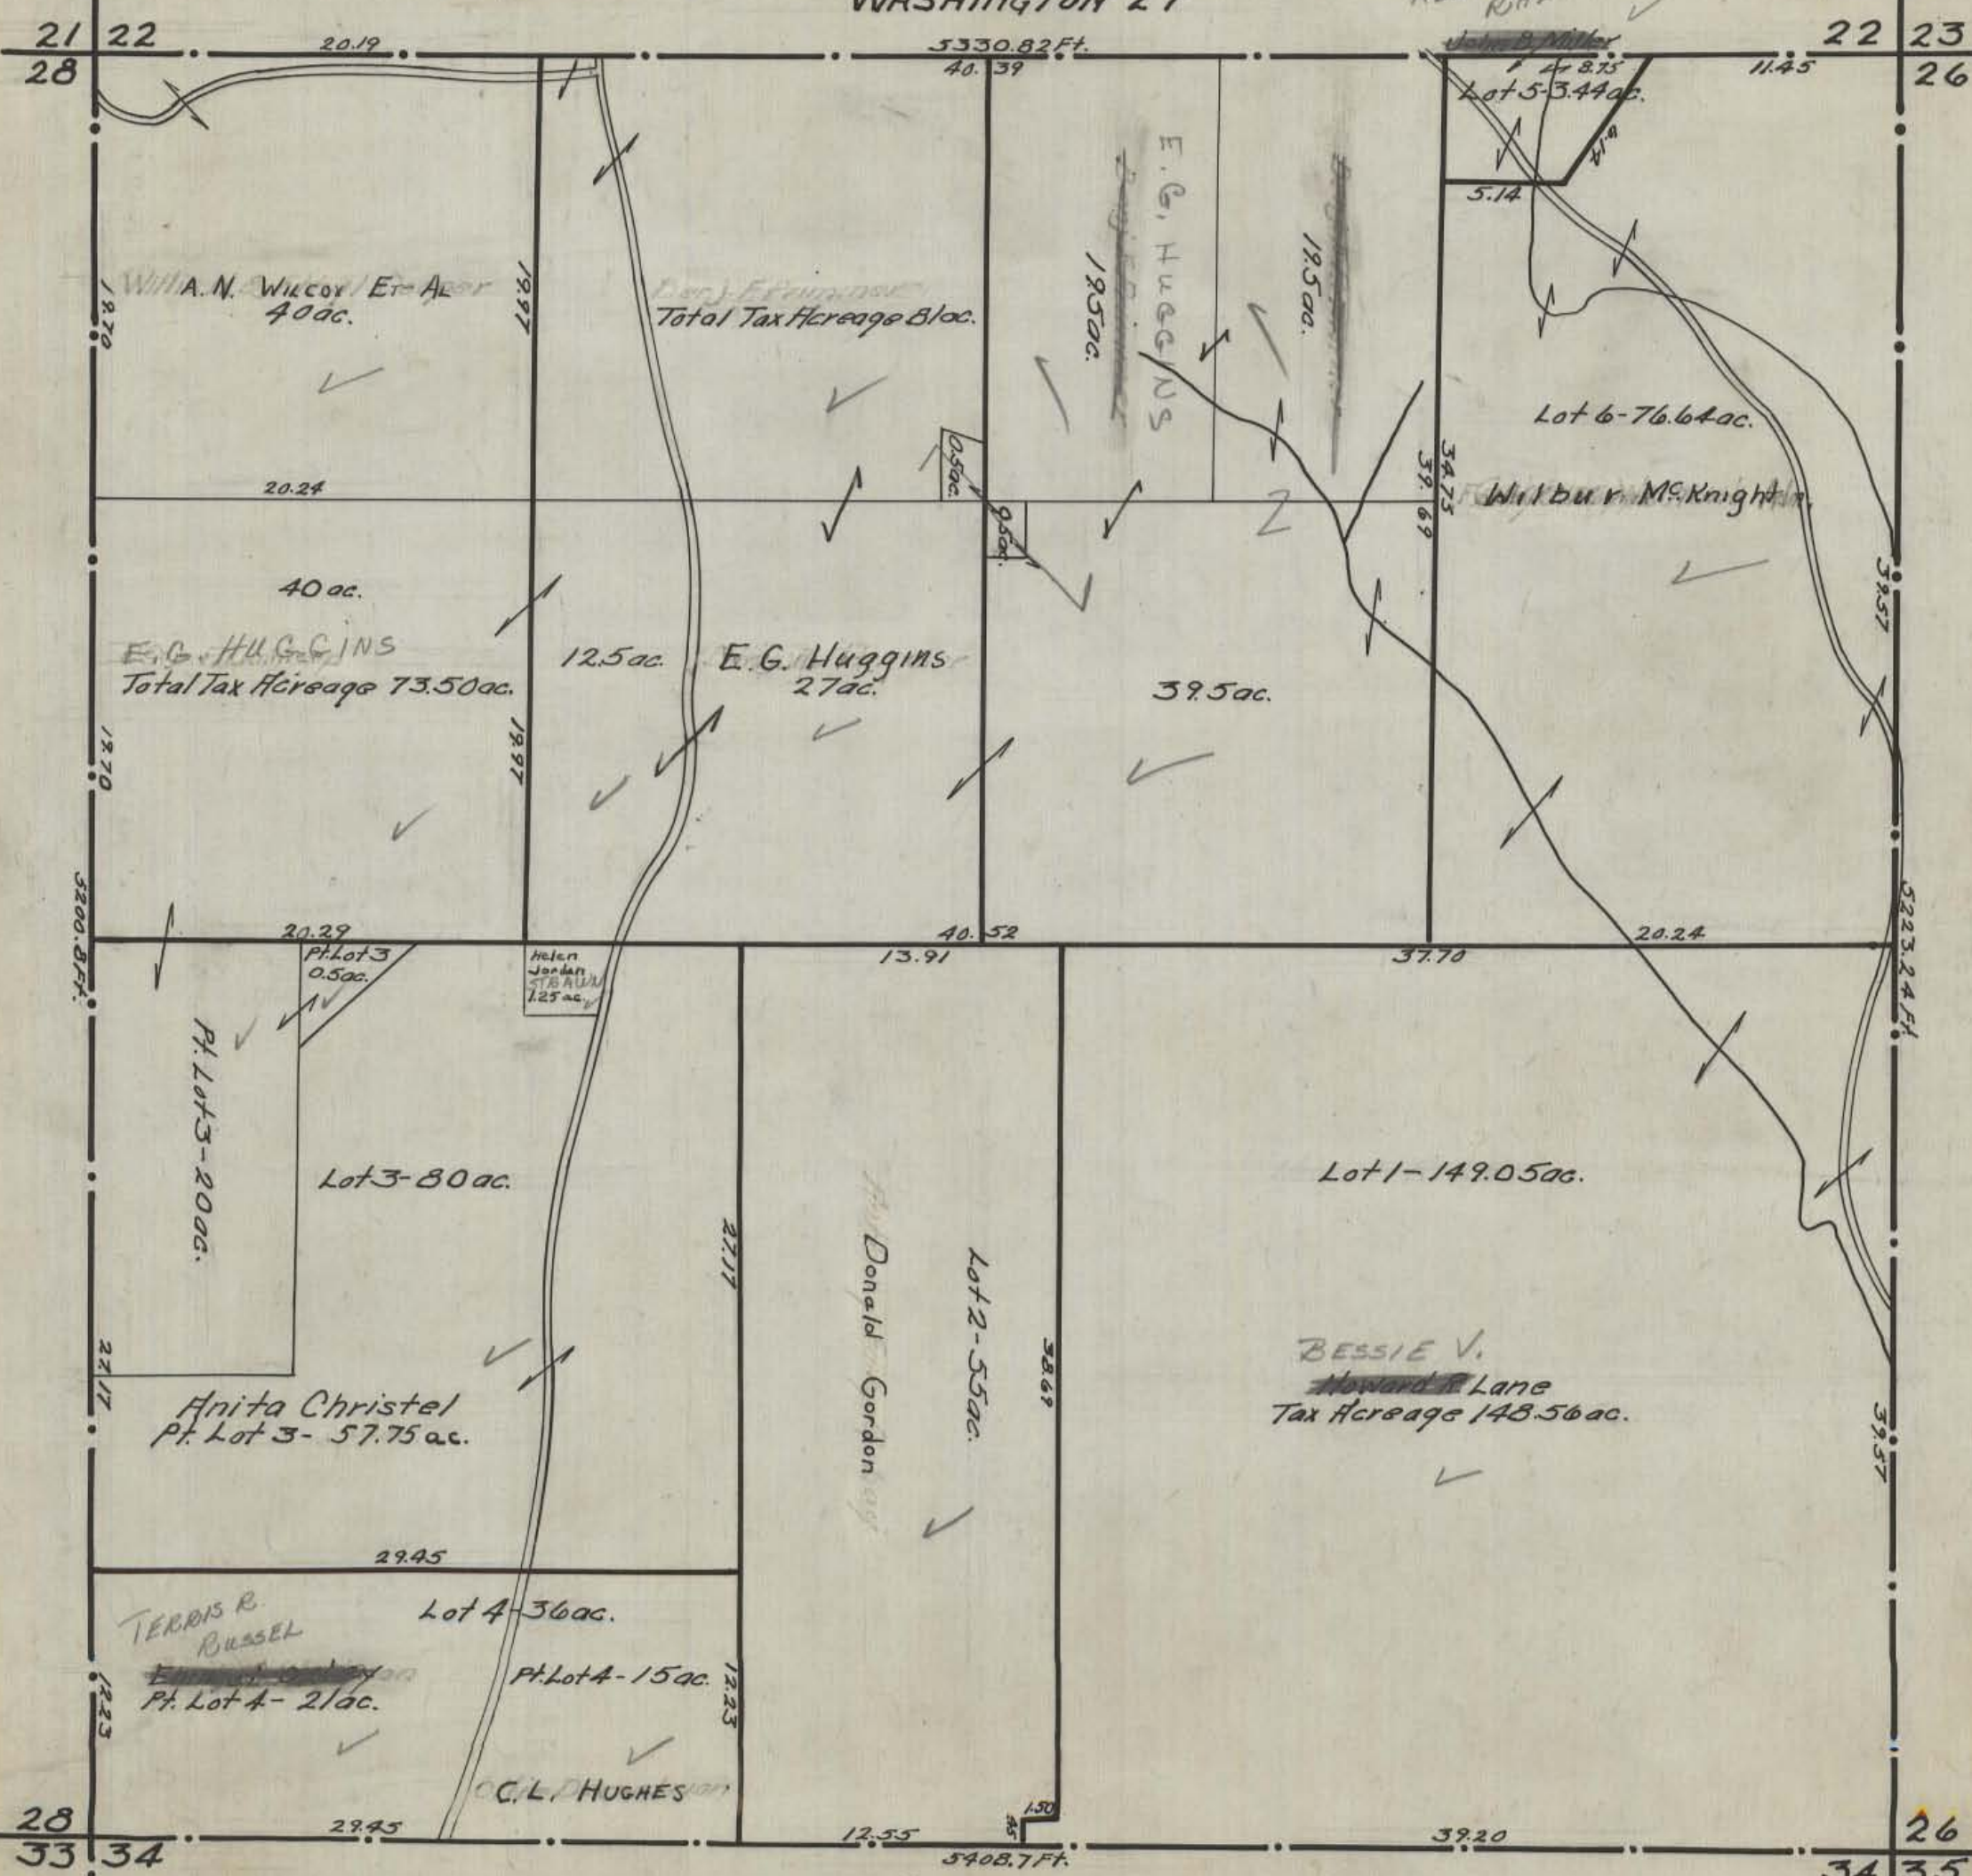 WASHINGTON 27
21 22
28
22 23
26
20.19
5330.82 Ft.
40.39
John B. Miller
8.75
11.45
Lot 5-3.44ac.
6.19
5.14
A. N. Wilcox Et Al
40ac.
19.70
19.97
Total Tax Acreage 81ac.
E. G. HUGGINS
19.5ac.
19.5ac.
Lot 6-76.64ac.
Wilbur McKnight
34.73
39.69
39.57
20.24
0.5ac.
0.5ac.
40ac.
E. G. HUGGINS
Total Tax Acreage 73.50ac.
12.5ac.
E. G. Huggins
27ac.
39.5ac.
19.70
19.97
5200.8 Ft.
5223.24 Ft.
20.29
40.52
20.24
13.91
37.70
Pt. Lot 3
0.5ac.
Helen
Jordan
STRAWN
1.25ac.
Pt. Lot 3-20ac.
Lot 3-80ac.
27.17
27.17
Anita Christel
Pt. Lot 3- 57.75ac.
Donald Gordon
Lot 2-55ac.
38.69
Lot 1-149.05ac.
BESSIE V.
Howard R Lane
Tax Acreage 148.56ac.
39.57
29.45
TERRIS R.
RUSSEL
Lot 4-36ac.
Pt. Lot 4- 21ac.
Pt. Lot 4-15ac.
12.23
12.23
C. L. HUGHES
28
33 34
29.45
12.55
.45
1.50
5408.7 Ft.
39.20
26
34 35